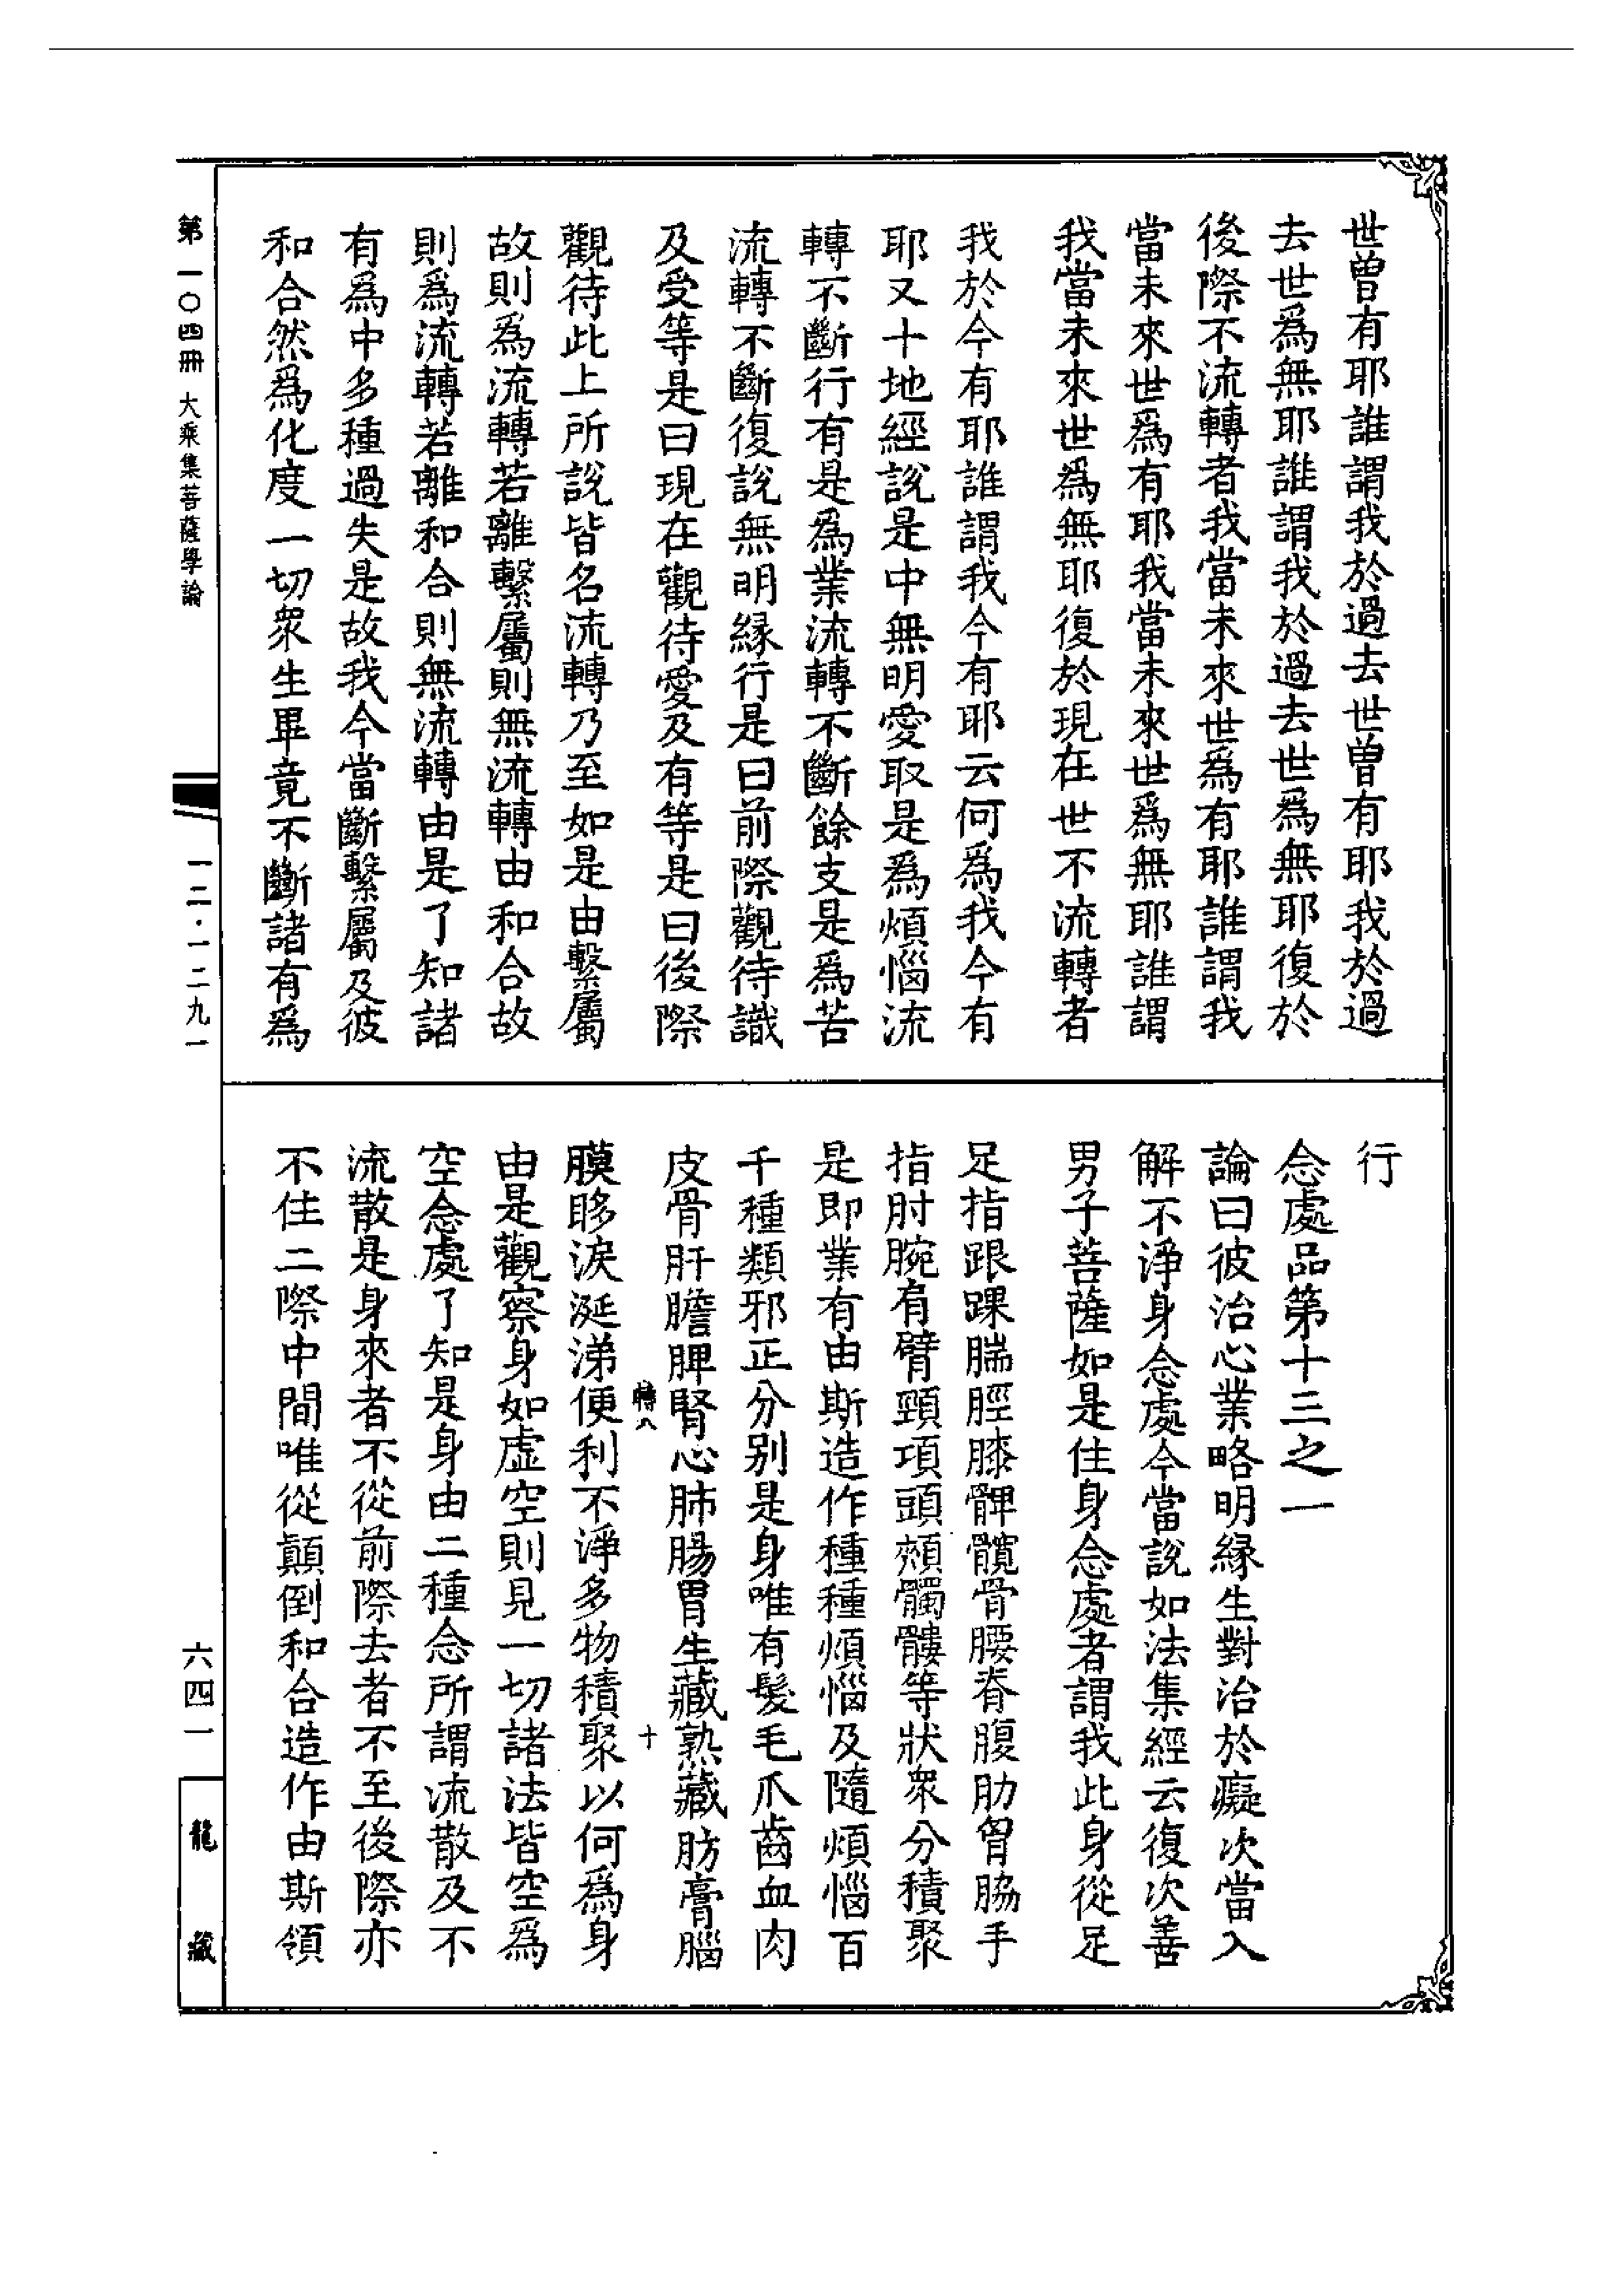 世曾有耶誰謂我於過去世曾有耶我於過
去世爲無耶誰謂我於過去世爲無耶復於
後際不流轉者我當未來世爲有耶誰謂我
當未來世爲有耶我當未來世爲無耶誰謂
我當未來世爲無耶復於現在世不流轉者
我於今有耶誰謂我今有耶云何爲我今有
耶又十地經說是中無明愛取是爲煩惱流
轉不斷行有是爲業流轉不斷餘支是爲苦
流轉不斷復說無明緣行是曰前際觀待識
及受等是曰現在觀待愛及有等是曰後際
觀待此上所說皆名流轉乃至如是由繫屬
故則爲流轉若離繫屬則無流轉由和合故
則爲流轉若離和合則無流轉由是了知諸
有爲中多種過失是故我今當斷繫屬及彼
和合然爲化度一切衆生畢竟不斷諸有爲
行
念處品第十三之一
論曰彼治心業略明緣生對治於癡次當入
解不淨身念處今當說如法集經云復次善
男子菩薩如是住身念處者謂我此身從足
足指跟踝腨脛膝髀髖骨腰脊腹肋胷脇手
指肘腕肩臂頸項頭頰髑髏等狀衆分積聚
是即業有由斯造作種種煩惱及隨煩惱百
千種類邪正分別是身唯有髮毛爪齒血肉
皮骨肝膽脾腎心肺腸胃生藏熟藏肪膏腦
轉八
十
膜眵淚涎涕便利不淨多物積聚以何爲身
由是觀察身如虛空則見一切諸法皆空爲
空念處了知是身由二種念所謂流散及不
流散是身來者不從前際去者不至後際亦
不住二際中間唯從顚倒和合造作由斯領
第一〇四冊 大乘集菩薩學論
一二·一二九一
六四一
龍藏